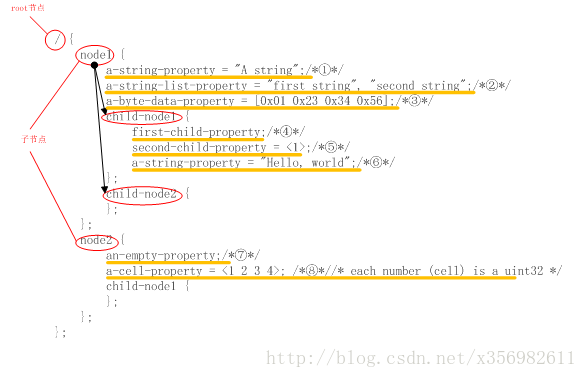 root节点
/ {
node1 {
a-string-property = "A string";/*①*/
a-string-list-property = "first string", "second string";/*②*/
a-byte-data-property = [0x01 0x23 0x34 0x56];/*③*/
child-node1 {
first-child-property;/*④*/
second-child-property = <1>;/*⑤*/
a-string-property = "Hello, world";/*⑥*/
};
子节点
child-node2 {
};
};
node2 {
an-empty-property;/*⑦*/
a-cell-property = <1 2 3 4>; /*⑧*//* each number (cell) is a uint32 */
child-node1 {
};
};
};
http://blog.csdn.net/x356982611